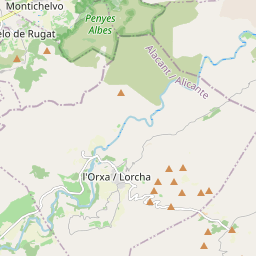 Montichelvo
Penyes
Albes
elo de Rugat
Alacant / Alicante
l'Orxa / Lorcha